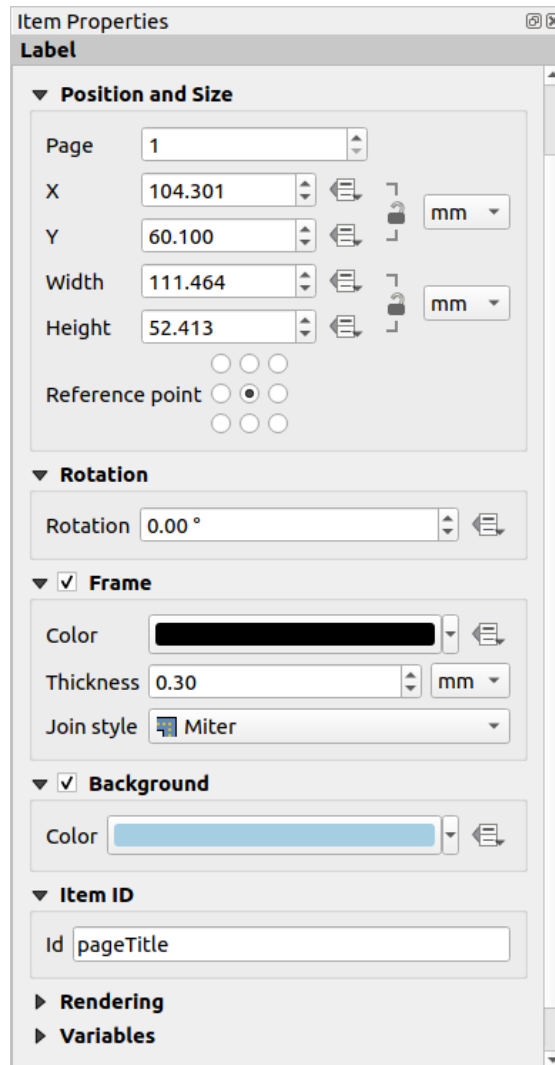 Item Properties
Label
Position and Size
Page 1
X 104.301
mm
Y 60.100
Width 111.464
mm
Height 52.413
Reference point
Rotation
Rotation 0.00 °
Frame
Color
Thickness 0.30 mm
Join style Miter
Background
Color
Item ID
Id pageTitle
Rendering
Variables